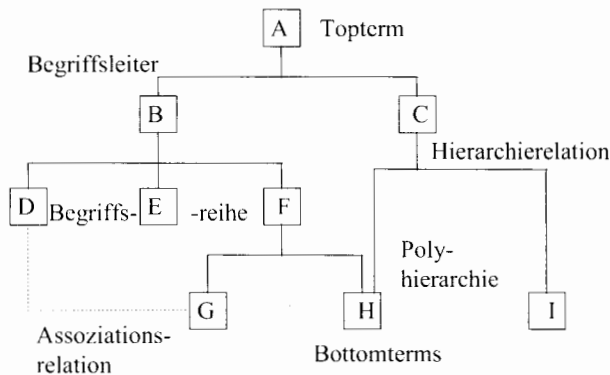 A Topterm
Begriffsleiter
B C
Hierarchierelation
D Begriffs- E -reihe F
Poly-
hierarchie
G H I
Assoziations-
relation
Bottomterms